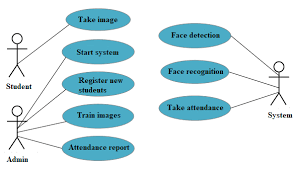 Take image
Start system
Student
Register new
students
Train images
Admin
Attendance report
Face detection
Face recognition
Take attendance
System